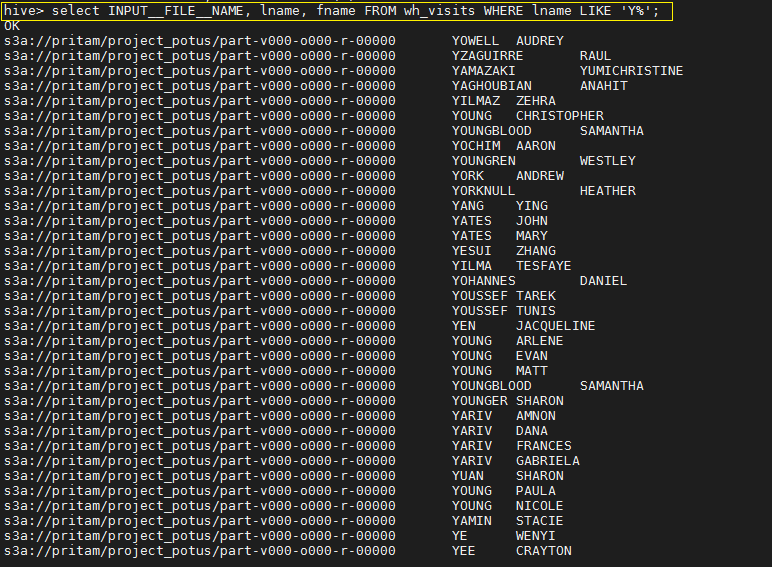 hive> select INPUT__FILE__NAME, lname, fname FROM wh_visits WHERE lname LIKE 'Y%';
OK
s3a://pritam/project_potus/part-v000-o000-r-00000 YOWELL AUDREY
s3a://pritam/project_potus/part-v000-o000-r-00000 YZAGUIRRE RAUL
s3a://pritam/project_potus/part-v000-o000-r-00000 YAMAZAKI YUMICHRISTINE
s3a://pritam/project_potus/part-v000-o000-r-00000 YAGHOUBIAN ANAHIT
s3a://pritam/project_potus/part-v000-o000-r-00000 YILMAZ ZEHRA
s3a://pritam/project_potus/part-v000-o000-r-00000 YOUNG CHRISTOPHER
s3a://pritam/project_potus/part-v000-o000-r-00000 YOUNGBLOOD SAMANTHA
s3a://pritam/project_potus/part-v000-o000-r-00000 YOCHIM AARON
s3a://pritam/project_potus/part-v000-o000-r-00000 YOUNGREN WESTLEY
s3a://pritam/project_potus/part-v000-o000-r-00000 YORK ANDREW
s3a://pritam/project_potus/part-v000-o000-r-00000 YORKNULL HEATHER
s3a://pritam/project_potus/part-v000-o000-r-00000 YANG YING
s3a://pritam/project_potus/part-v000-o000-r-00000 YATES JOHN
s3a://pritam/project_potus/part-v000-o000-r-00000 YATES MARY
s3a://pritam/project_potus/part-v000-o000-r-00000 YESUI ZHANG
s3a://pritam/project_potus/part-v000-o000-r-00000 YILMA TESFAYE
s3a://pritam/project_potus/part-v000-o000-r-00000 YOHANNES DANIEL
s3a://pritam/project_potus/part-v000-o000-r-00000 YOUSSEF TAREK
s3a://pritam/project_potus/part-v000-o000-r-00000 YOUSSEF TUNIS
s3a://pritam/project_potus/part-v000-o000-r-00000 YEN JACQUELINE
s3a://pritam/project_potus/part-v000-o000-r-00000 YOUNG ARLENE
s3a://pritam/project_potus/part-v000-o000-r-00000 YOUNG EVAN
s3a://pritam/project_potus/part-v000-o000-r-00000 YOUNG MATT
s3a://pritam/project_potus/part-v000-o000-r-00000 YOUNGBLOOD SAMANTHA
s3a://pritam/project_potus/part-v000-o000-r-00000 YOUNGER SHARON
s3a://pritam/project_potus/part-v000-o000-r-00000 YARIV AMNON
s3a://pritam/project_potus/part-v000-o000-r-00000 YARIV DANA
s3a://pritam/project_potus/part-v000-o000-r-00000 YARIV FRANCES
s3a://pritam/project_potus/part-v000-o000-r-00000 YARIV GABRIELA
s3a://pritam/project_potus/part-v000-o000-r-00000 YUAN SHARON
s3a://pritam/project_potus/part-v000-o000-r-00000 YOUNG PAULA
s3a://pritam/project_potus/part-v000-o000-r-00000 YOUNG NICOLE
s3a://pritam/project_potus/part-v000-o000-r-00000 YAMIN STACIE
s3a://pritam/project_potus/part-v000-o000-r-00000 YE WENYI
s3a://pritam/project_potus/part-v000-o000-r-00000 YEE CRAYTON